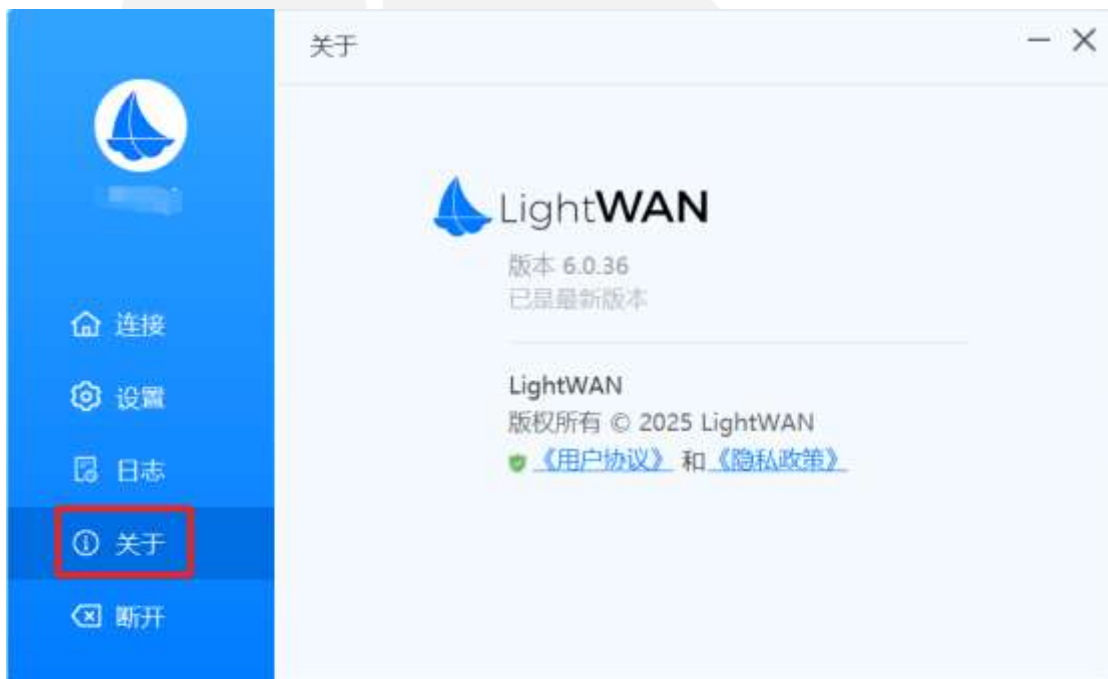 关于
LightWAN
版本 6.0.36
已是最新版本
连接
设置
日志
关于
断开
LightWAN
版权所有 © 2025 LightWAN
《用户协议》 和《隐私政策》